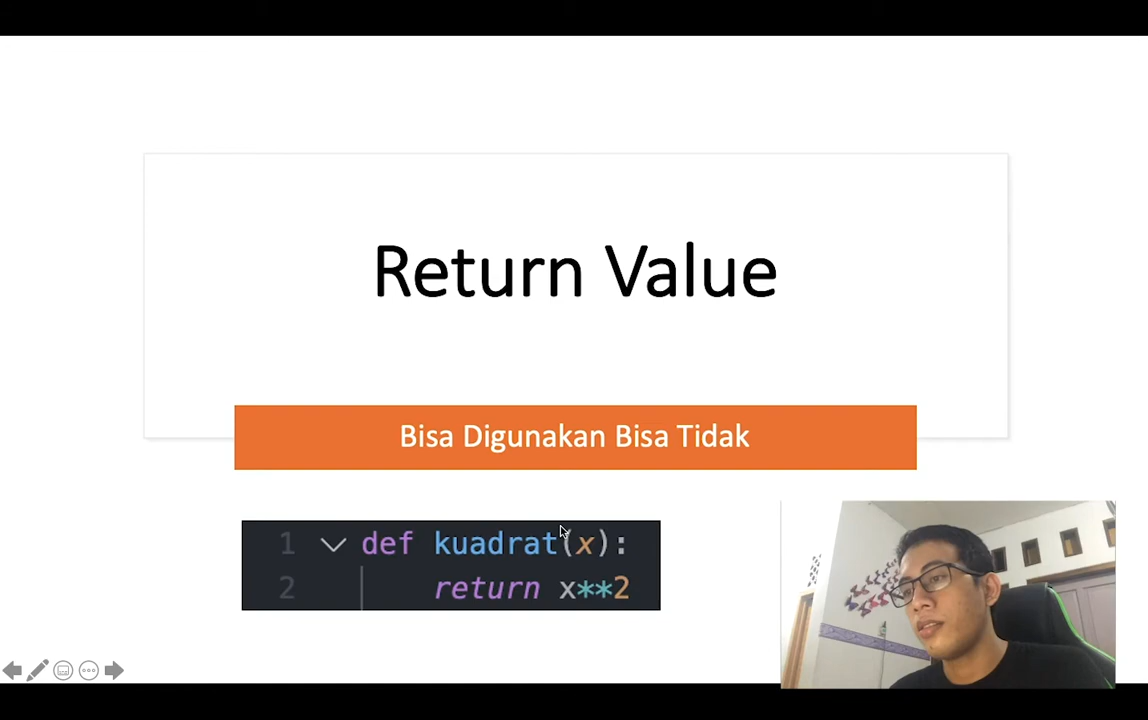 Return Value
Bisa Digunakan Bisa Tidak
1 def kuadrat(x):
2 return x**2